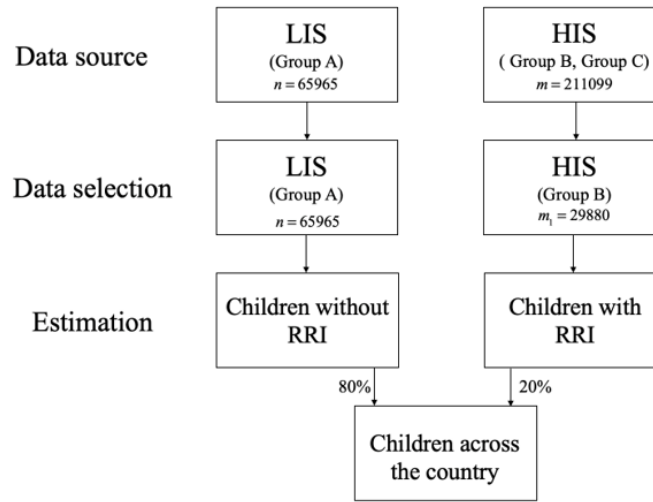 Data source
LIS
(Group A)
n = 65965
HIS
( Group B, Group C)
m = 211099
Data selection
LIS
(Group A)
n = 65965
HIS
(Group B)
m₁ = 29880
Estimation
Children without
RRI
Children with
RRI
80%
20%
Children across
the country